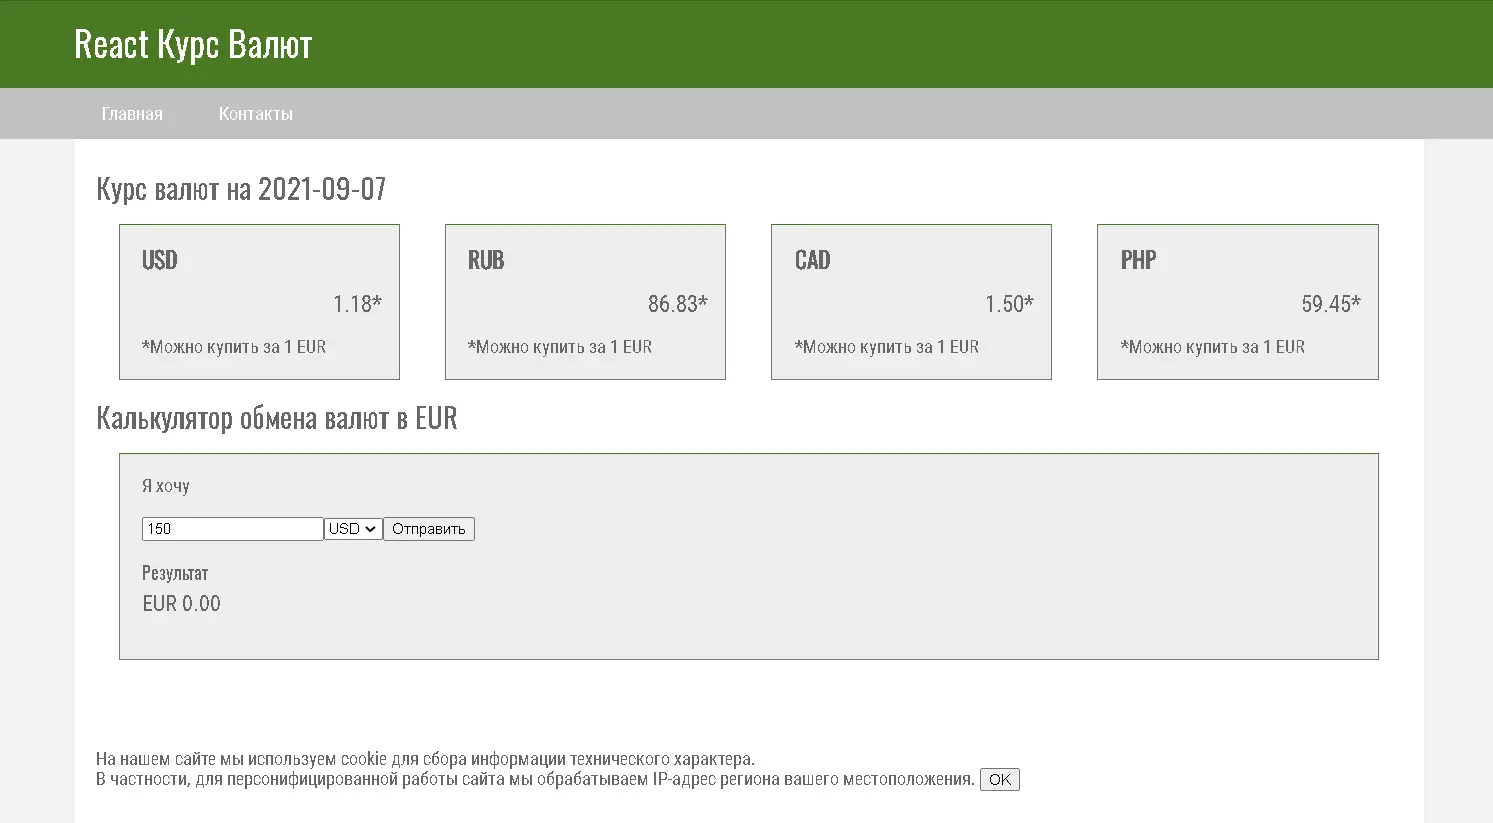 React Курс Валют
Главная Контакты
Курс валют на 2021-09-07
USD RUB CAD PHP
1.18* 86.83* 1.50* 59.45*
*Можно купить за 1 EUR *Можно купить за 1 EUR *Можно купить за 1 EUR *Можно купить за 1 EUR
Калькулятор обмена валют в EUR
Я хочу
150 USD Отправить
Результат
EUR 0.00
На нашем сайте мы используем cookie для сбора информации технического характера.
В частности, для персонифицированной работы сайта мы обрабатываем IP-адрес региона вашего местоположения. OK